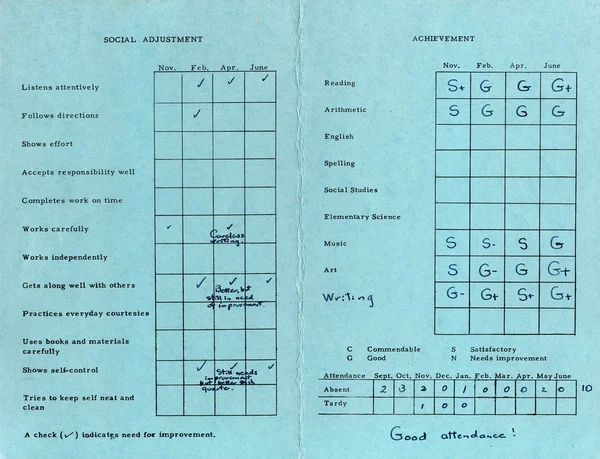 SOCIAL ADJUSTMENT
Nov. Feb. Apr. June
Listens attentively ✓ ✓ ✓
Follows directions ✓
Shows effort
Accepts responsibility well
Completes work on time
Works carefully ✓ ✓
Careless
writing.
Works independently
Gets along well with others ✓ ✓ ✓
Better, but
still in need
of improvement.
Practices everyday courtesies
Uses books and materials
carefully
Shows self-control ✓ ✓ ✓
Still needs
improvement,
but better this
quarter.
Tries to keep self neat and
clean
A check (✓) indicates need for improvement.
ACHIEVEMENT
Nov. Feb. Apr. June
Reading S+ G G G+
Arithmetic S G G G
English
Spelling
Social Studies
Elementary Science
Music S S- S G
Art S G- G G+
Writing G- G+ S+ G+
C Commendable S Satisfactory
G Good N Needs improvement
Attendance Sept. Oct. Nov. Dec. Jan. Feb. Mar. Apr. May June
Absent 2 3 2 0 1 0 0 0 2 0 10
Tardy 1 0 0
Good attendance!